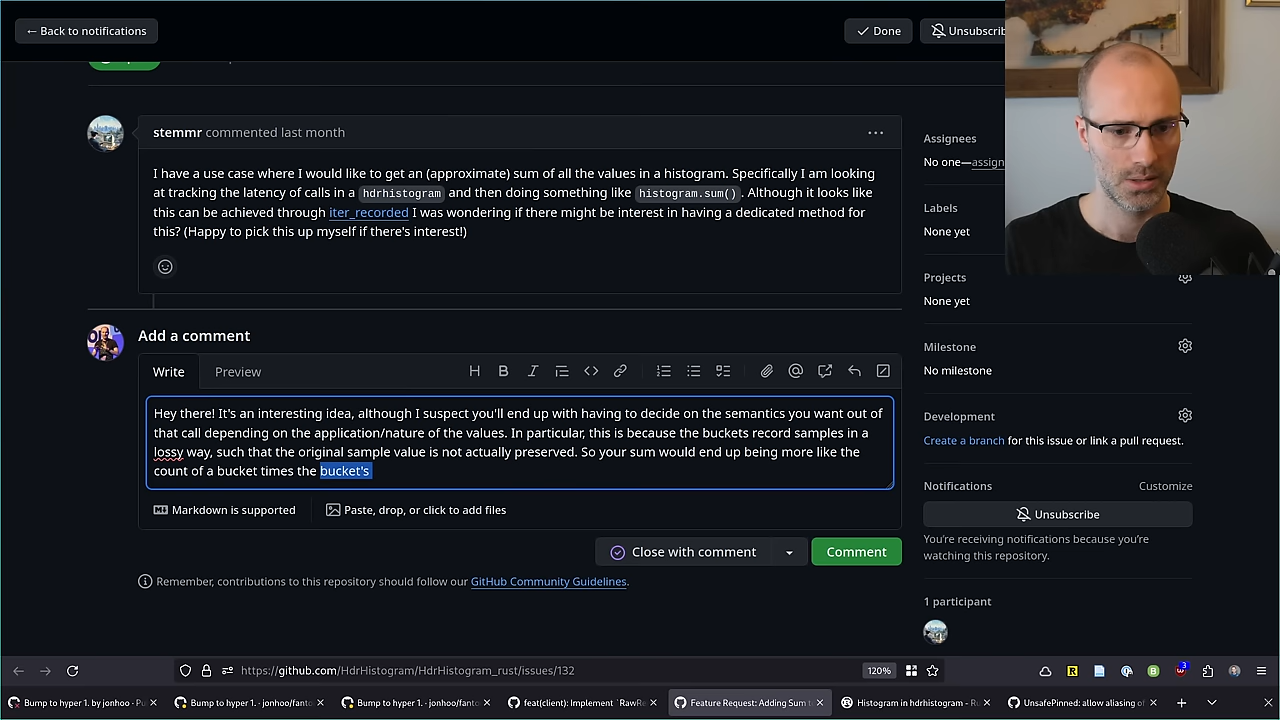 ← Back to notifications
Done
Unsubscrib
stemmr commented last month
I have a use case where I would like to get an (approximate) sum of all the values in a histogram. Specifically I am looking
at tracking the latency of calls in a hdrhistogram and then doing something like histogram.sum(). Although it looks like
this can be achieved through iter_recorded I was wondering if there might be interest in having a dedicated method for
this? (Happy to pick this up myself if there's interest!)
Assignees
No one—assign
Labels
None yet
Projects
None yet
Milestone
No milestone
Development
Create a branch for this issue or link a pull request.
Notifications
Customize
Unsubscribe
You're receiving notifications because you're
watching this repository.
1 participant
Add a comment
Write
Preview
Hey there! It's an interesting idea, although I suspect you'll end up with having to decide on the semantics you want out of
that call depending on the application/nature of the values. In particular, this is because the buckets record samples in a
lossy way, such that the original sample value is not actually preserved. So your sum would end up being more like the
count of a bucket times the bucket's
Markdown is supported
Paste, drop, or click to add files
Close with comment
Comment
Remember, contributions to this repository should follow our GitHub Community Guidelines.
https://github.com/HdrHistogram/HdrHistogram_rust/issues/132
120%
3
Bump to hyper 1. by jonhoo · Pu
Bump to hyper 1. · jonhoo/fanto
Bump to hyper 1. · jonhoo/fanto
feat(client): Implement `RawRe
Feature Request: Adding Sum t
Histogram in hdrhistogram - Ru
UnsafePinned: allow aliasing of